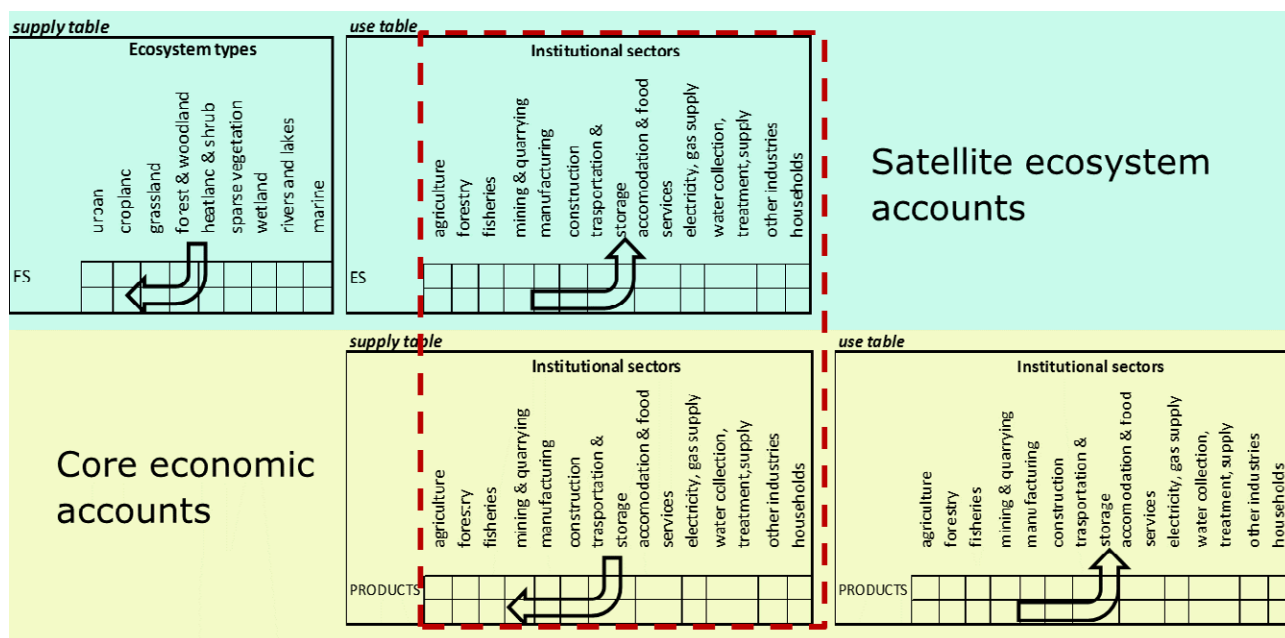 supply table
Ecosystem types
urban
croplanc
grassland
forest & woodland
heatlanc & shrub
sparse vegetation
wetland
rivers and lakes
marine
ES
use table
Institutional sectors
agriculture
forestry
fisheries
mining & quarrying
manufacturing
construction
trasportation &
storage
accomodation & food
services
electricity, gas supply
water collection,
treatment,supply
other industries
households
ES
Satellite ecosystem
accounts
Core economic
accounts
supply table
Institutional sectors
agriculture
forestry
fisheries
mining & quarrying
manufacturing
construction
trasportation &
storage
accomodation & food
services
electricity, gas supply
water collection,
treatment,supply
other industries
households
PRODUCTS
use table
Institutional sectors
agriculture
forestry
fisheries
mining & quarrying
manufacturing
construction
trasportation &
storage
accomodation & food
services
electricity, gas supply
water collection,
treatment, supply
other industries
households
PRODUCTS